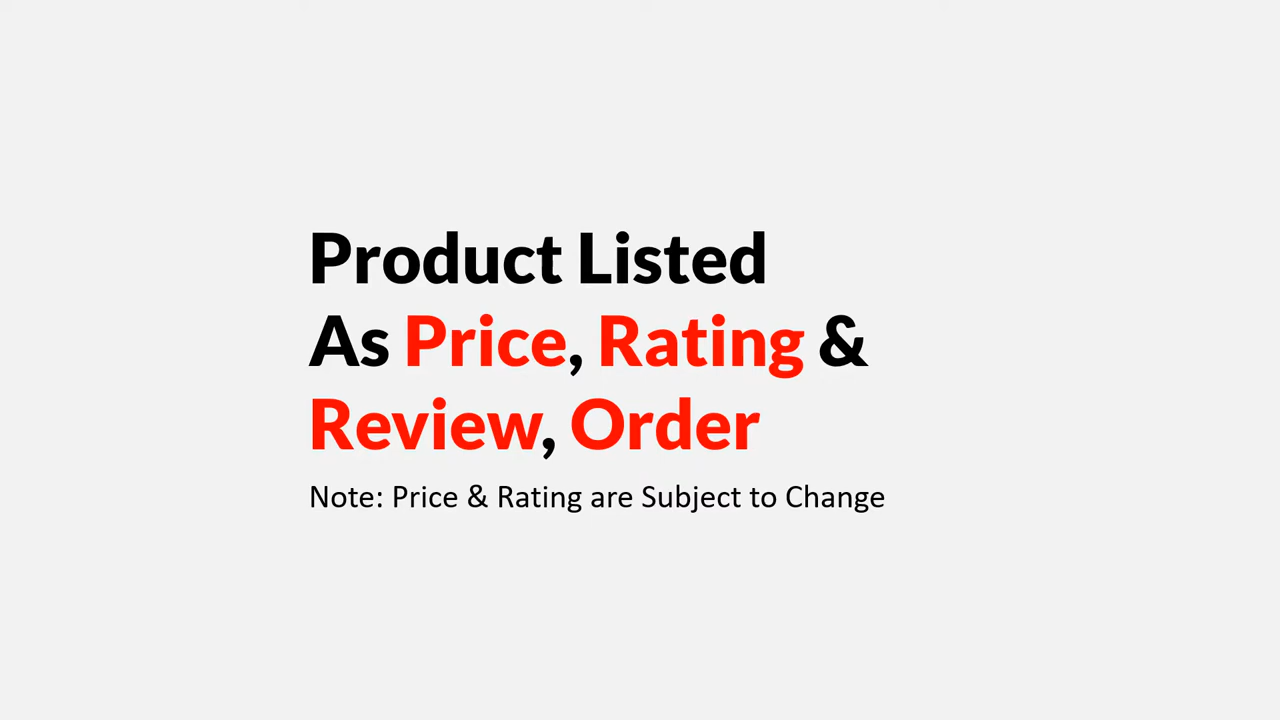 Product Listed
As Price, Rating &
Review, Order
Note: Price & Rating are Subject to Change